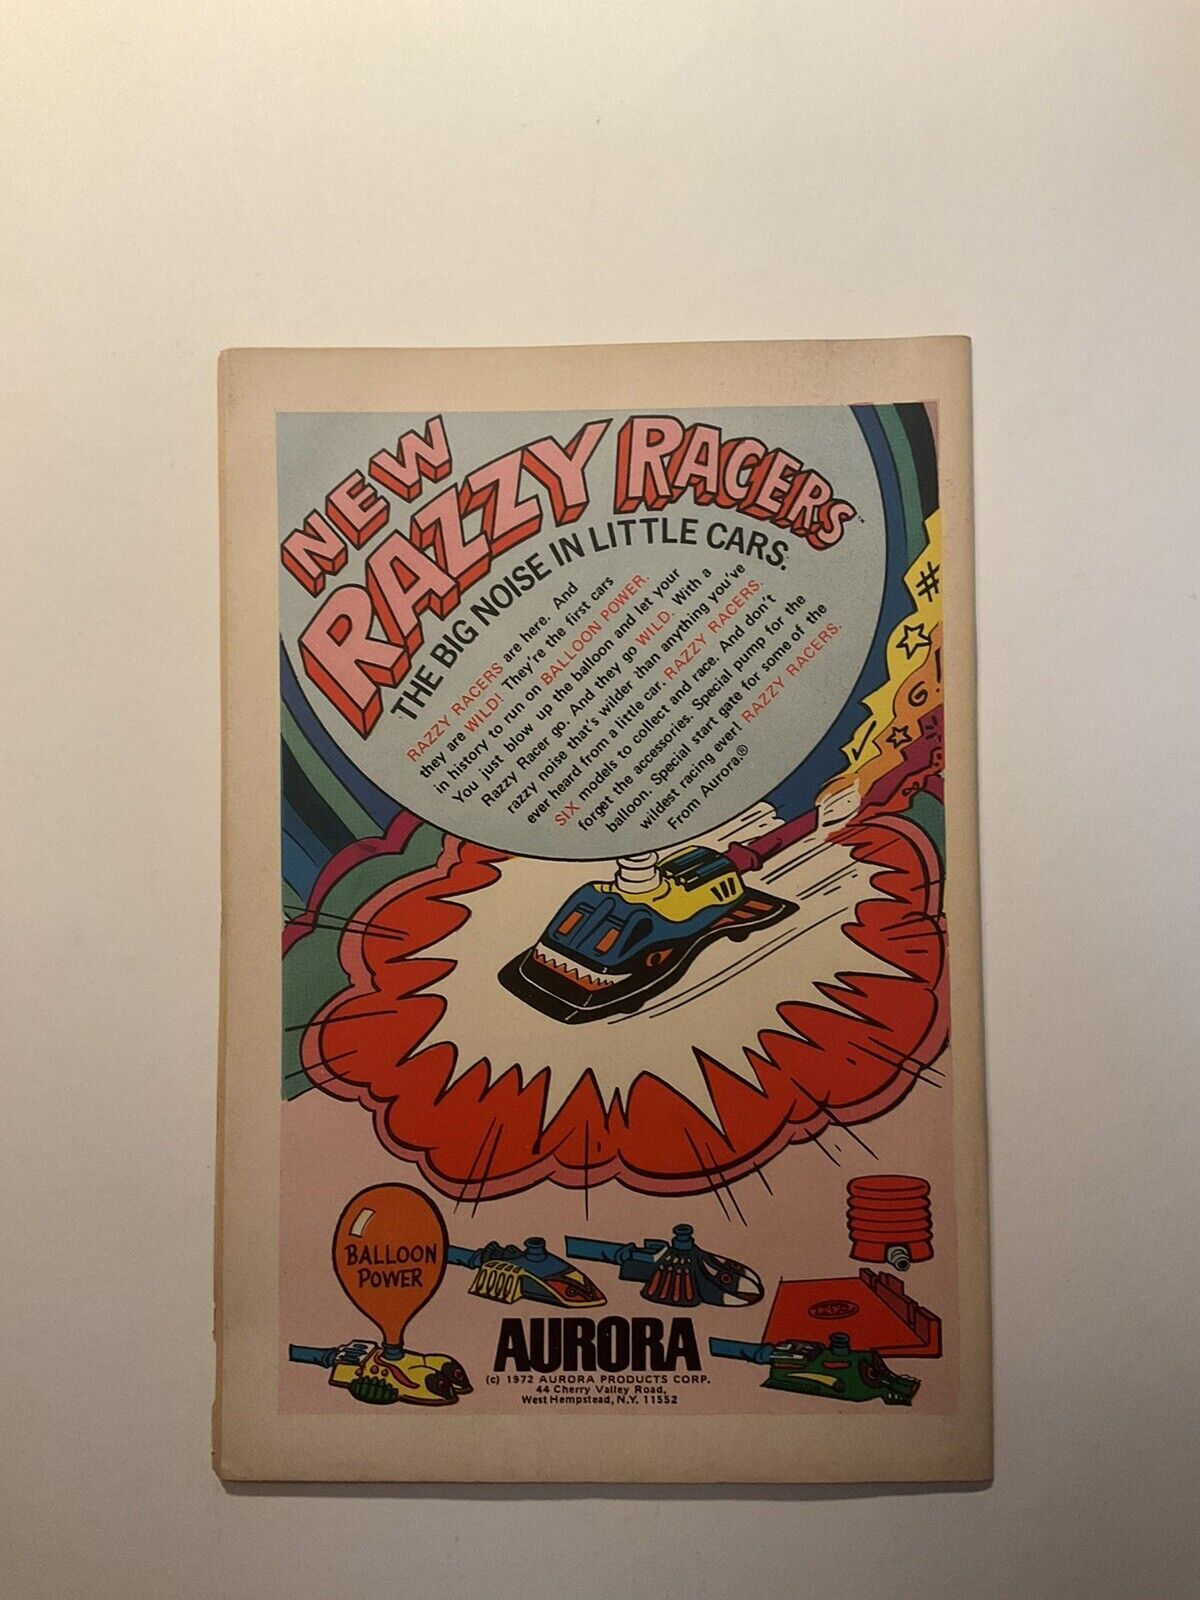 NEW
RAZZY RACERS™
THE BIG NOISE IN LITTLE CARS.
RAZZY RACERS are here. And
they are WILD! They're the first cars
in history to run on BALLOON POWER.
You just blow up the balloon and let your
Razzy Racer go. And they go WILD. With a
razzy noise that's wilder than anything you've
ever heard from a little car. RAZZY RACERS.
SIX models to collect and race. And don't
forget the accessories. Special pump for the
balloon. Special start gate for some of the
wildest racing ever! RAZZY RACERS.
From Aurora.®
#
G!
BALLOON
POWER
AURORA
(c) 1972 AURORA PRODUCTS CORP.
44 Cherry Valley Road,
West Hempstead, N.Y. 11552